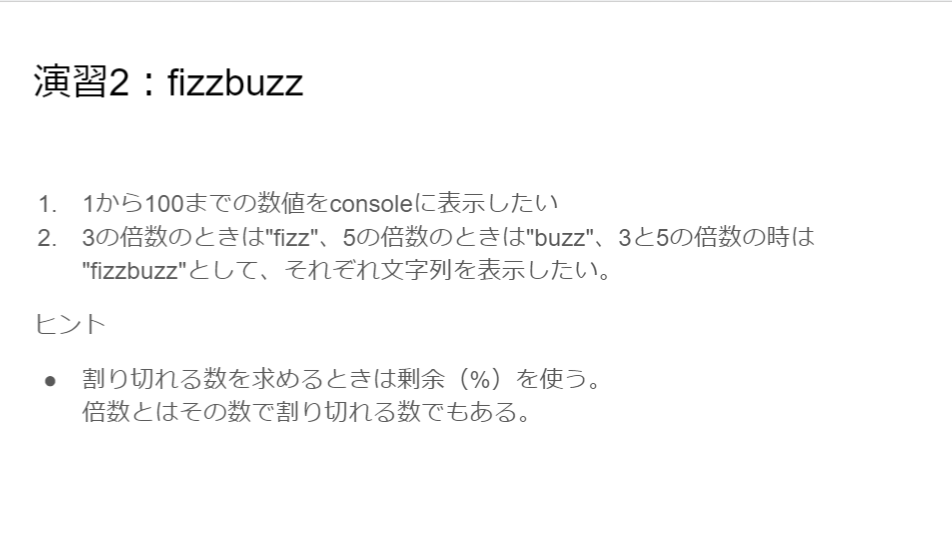 演習2：fizzbuzz
1. 1から100までの数値をconsoleに表示したい
2. 3の倍数のときは"fizz"、5の倍数のときは"buzz"、3と5の倍数の時は
"fizzbuzz"として、それぞれ文字列を表示したい。
ヒント
● 割り切れる数を求めるときは剰余（%）を使う。
倍数とはその数で割り切れる数でもある。